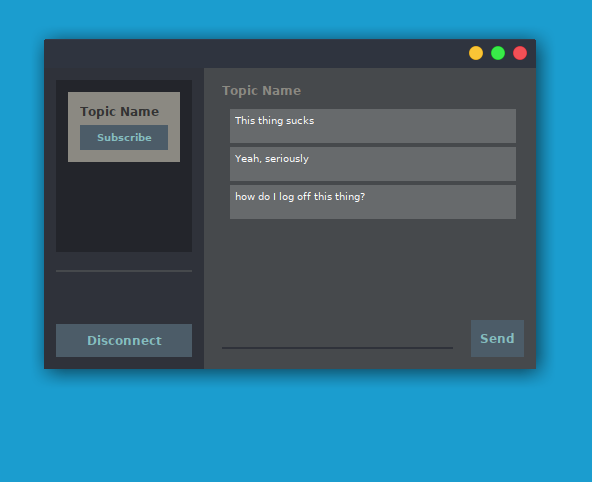 Topic Name
Subscribe
Disconnect
Topic Name
This thing sucks
Yeah, seriously
how do I log off this thing?
Send